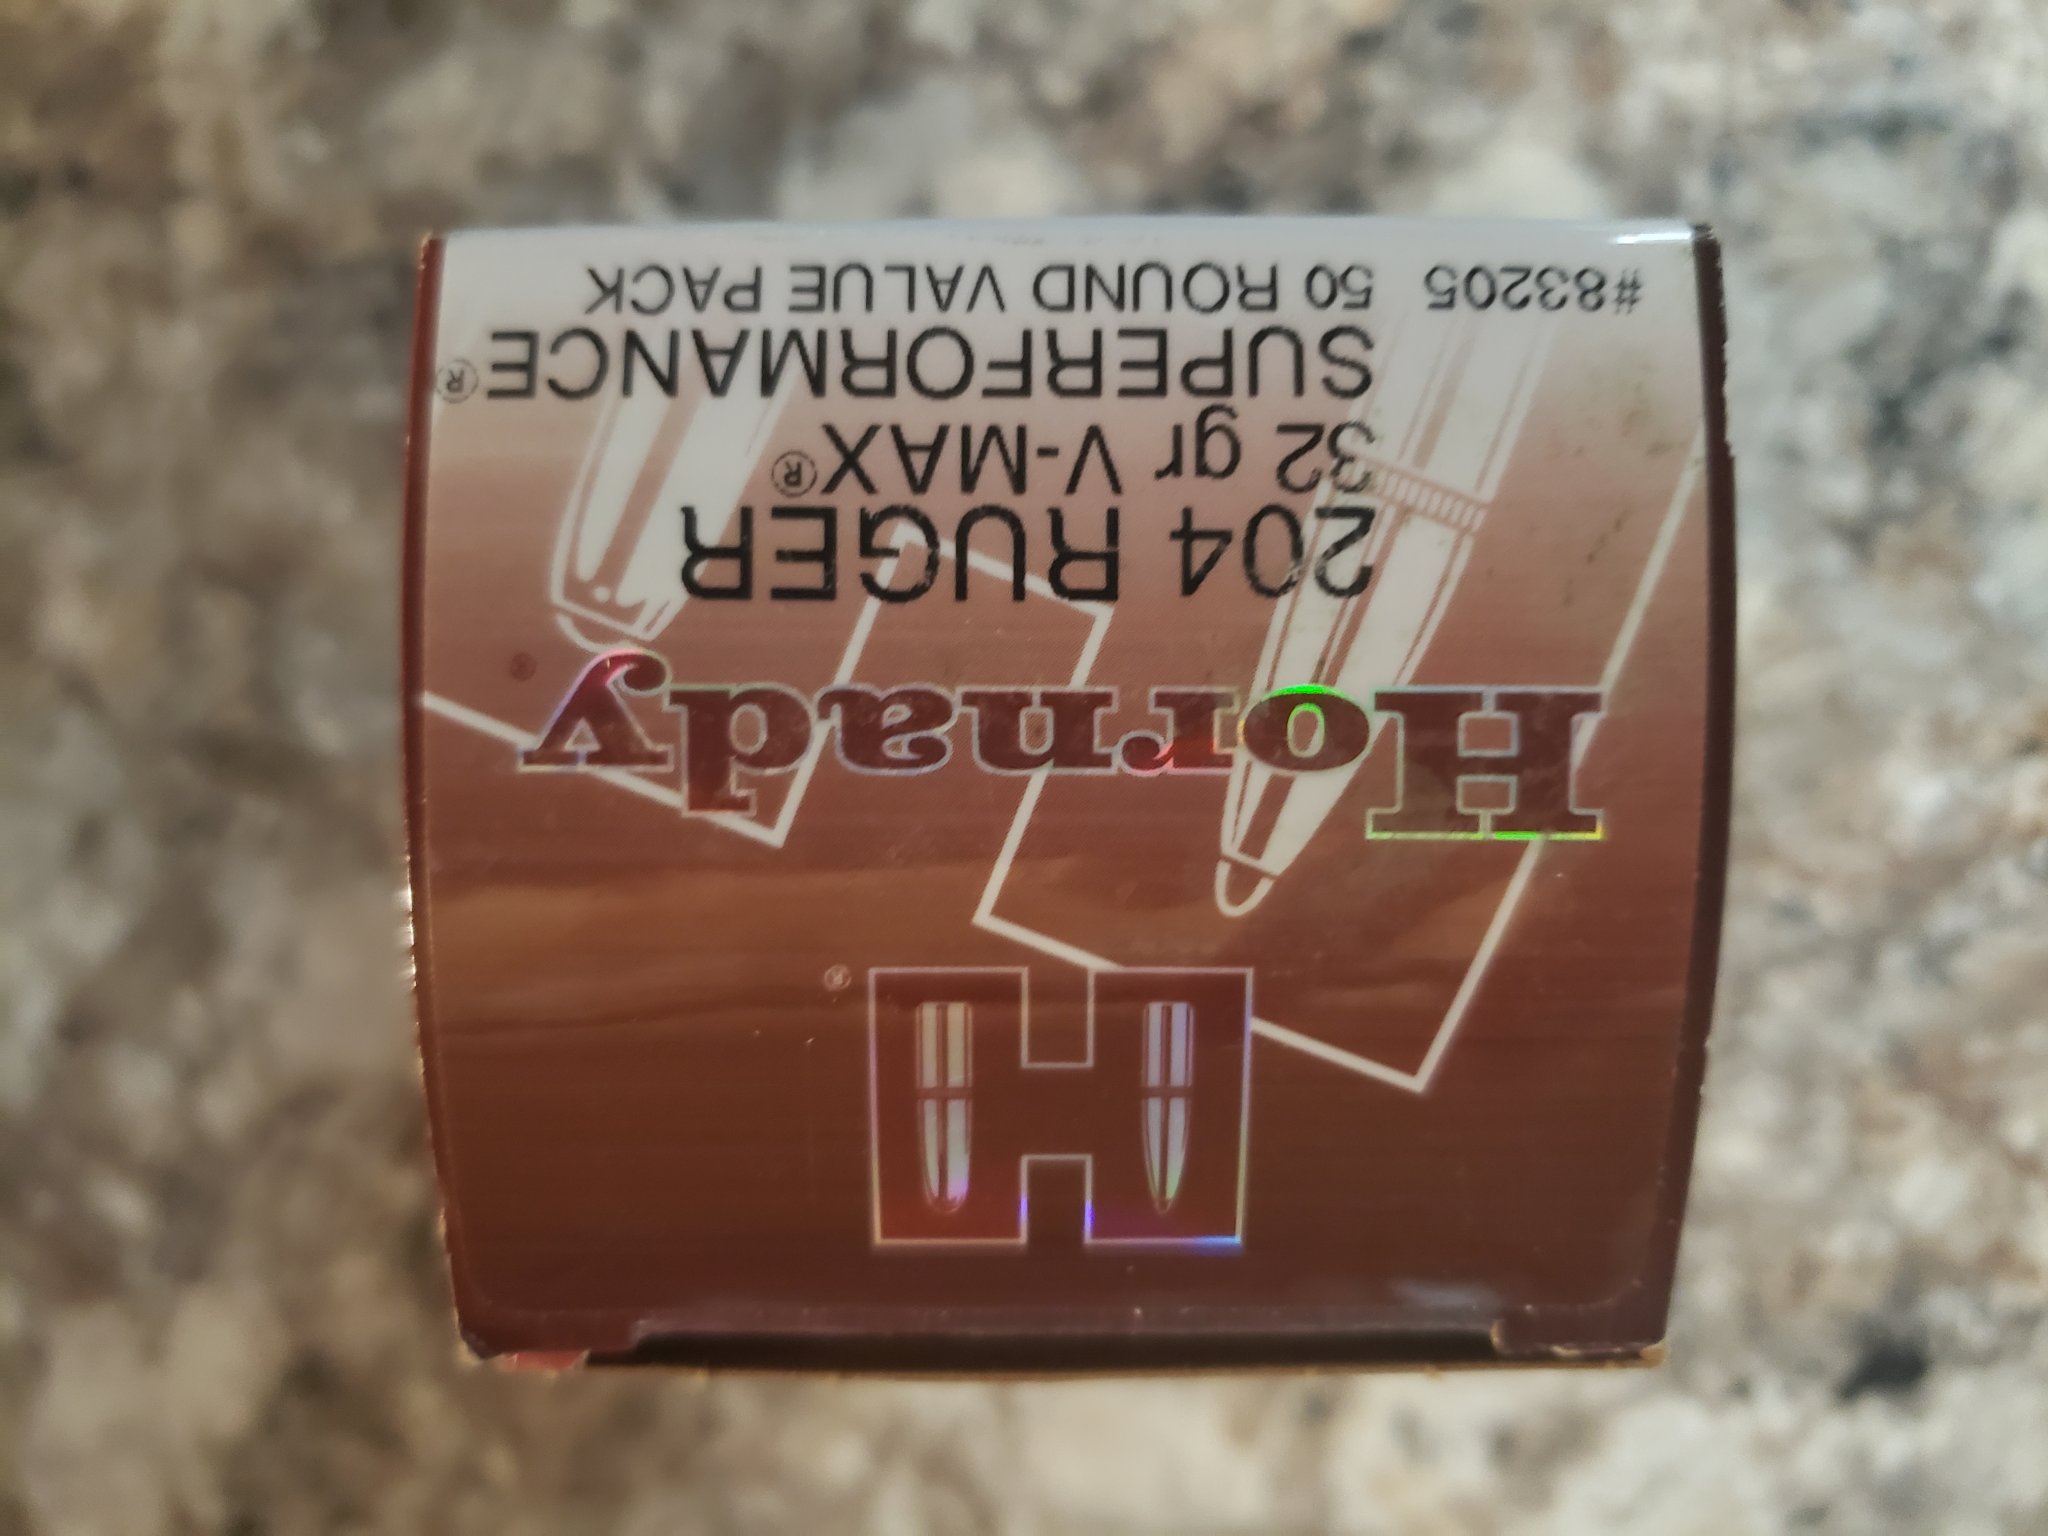 H®
Hornady®
204 RUGER
32 gr V-MAX®
SUPERFORMANCE®
#83205 50 ROUND VALUE PACK